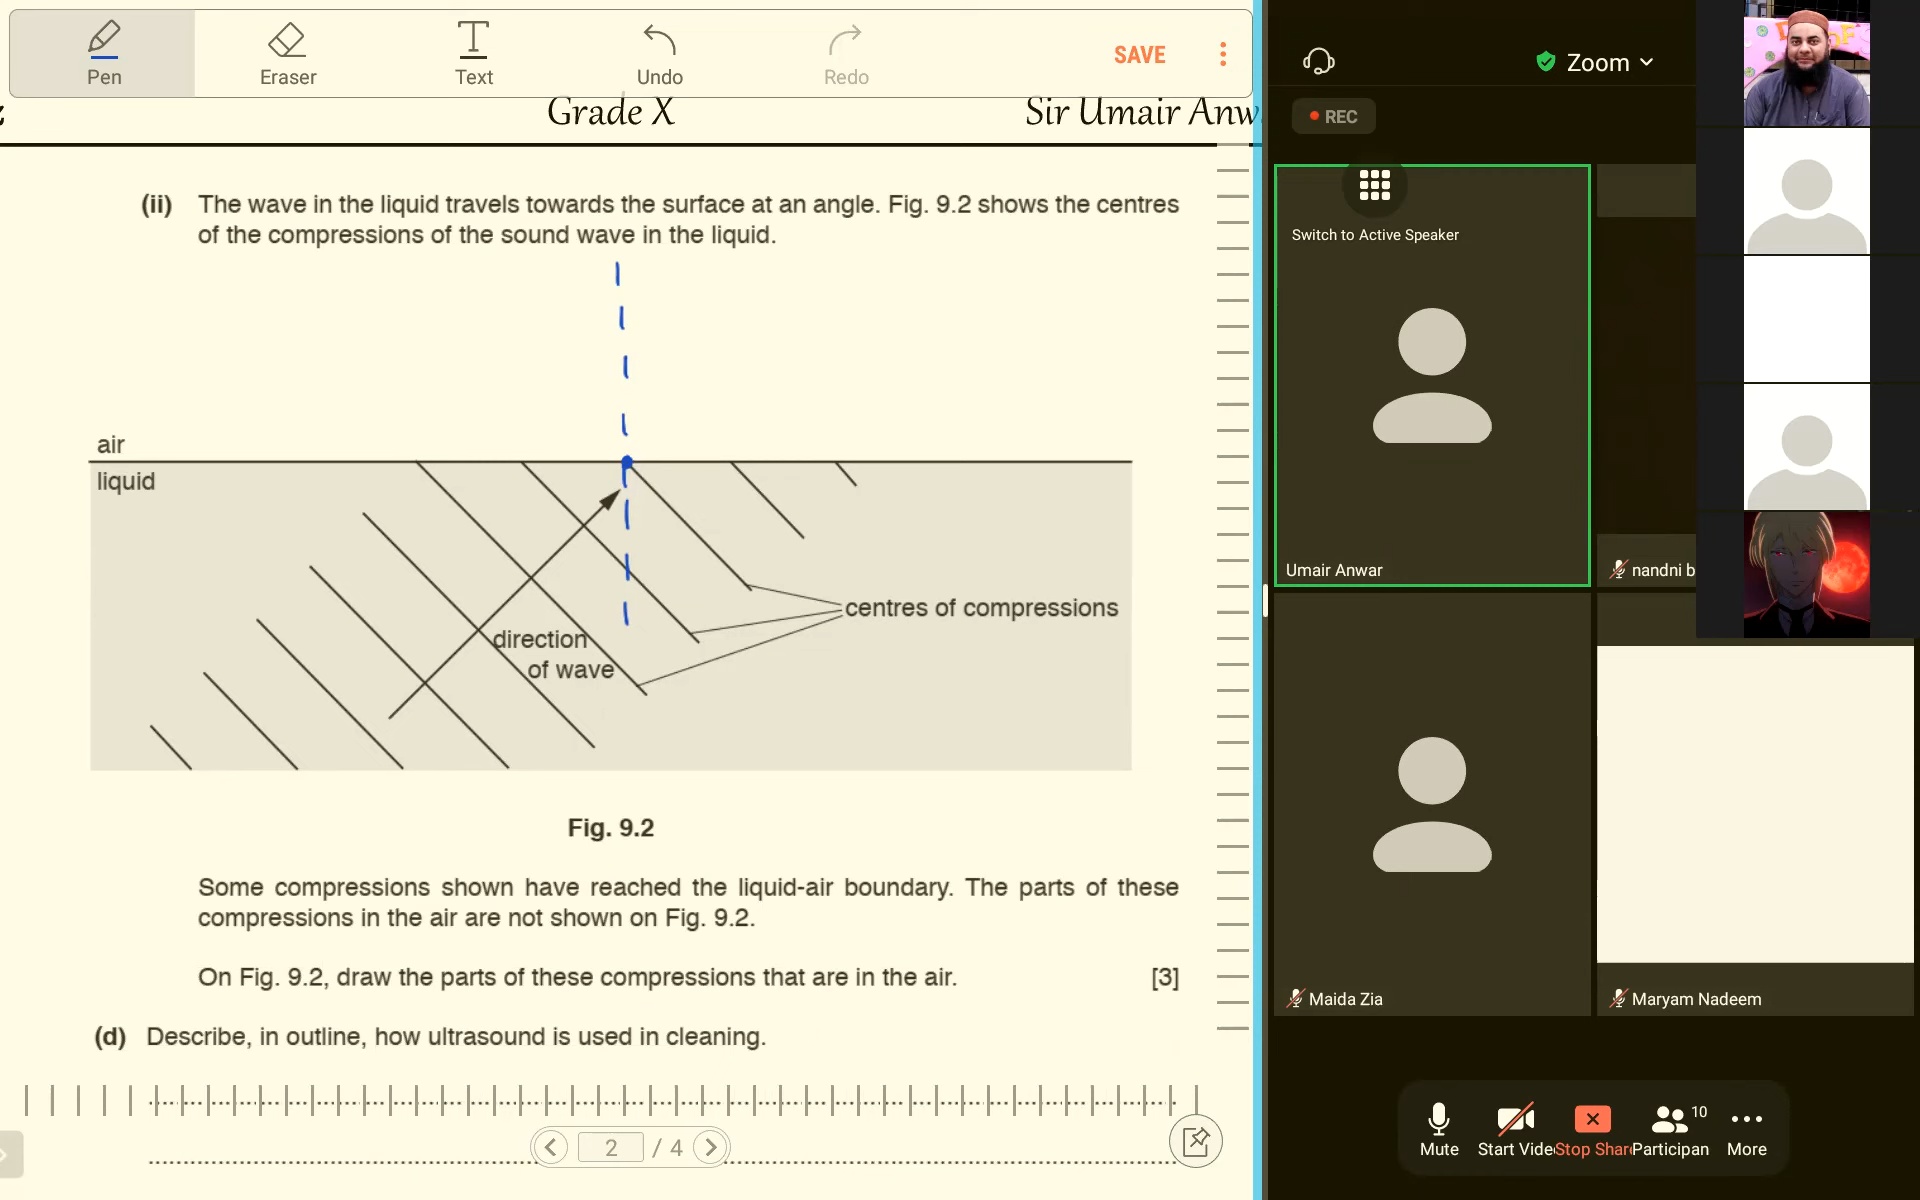 Pen
Eraser
Text
Undo
Redo
SAVE
Grade X
Sir Umair Anw
(ii) The wave in the liquid travels towards the surface at an angle. Fig. 9.2 shows the centres
of the compressions of the sound wave in the liquid.
air
liquid
centres of compressions
direction
of wave
Fig. 9.2
Some compressions shown have reached the liquid-air boundary. The parts of these
compressions in the air are not shown on Fig. 9.2.
On Fig. 9.2, draw the parts of these compressions that are in the air. [3]
(d) Describe, in outline, how ultrasound is used in cleaning.
2 / 4
Zoom
REC
Switch to Active Speaker
Umair Anwar
nandni b
Maida Zia
Maryam Nadeem
10
Mute
Start Vide
Stop Shar
Participan
More